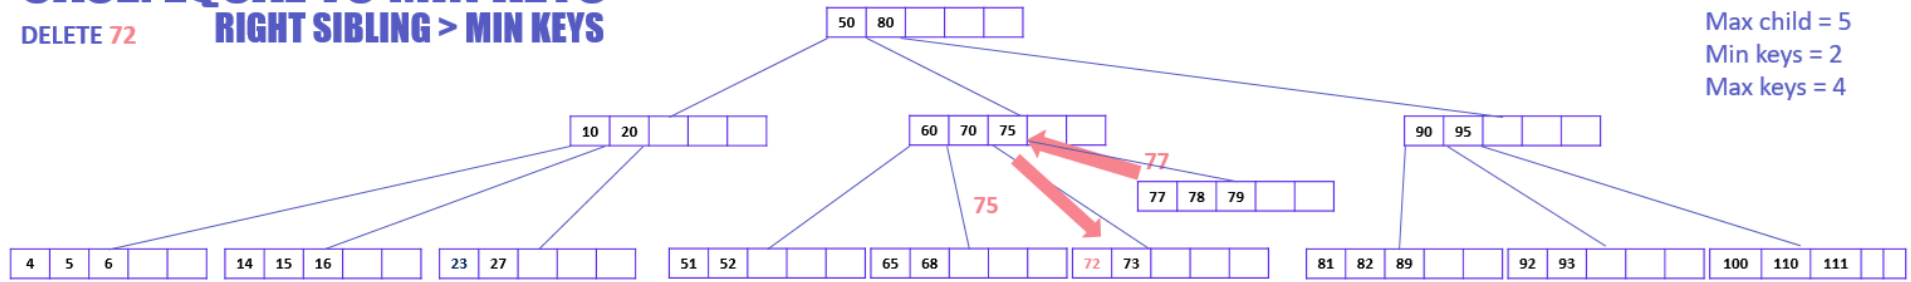 DELETE 72
RIGHT SIBLING > MIN KEYS
50 80
Max child = 5
Min keys = 2
Max keys = 4
10 20
60 70 75
90 95
77
77 78 79
75
4 5 6
14 15 16
23 27
51 52
65 68
72 73
81 82 89
92 93
100 110 111